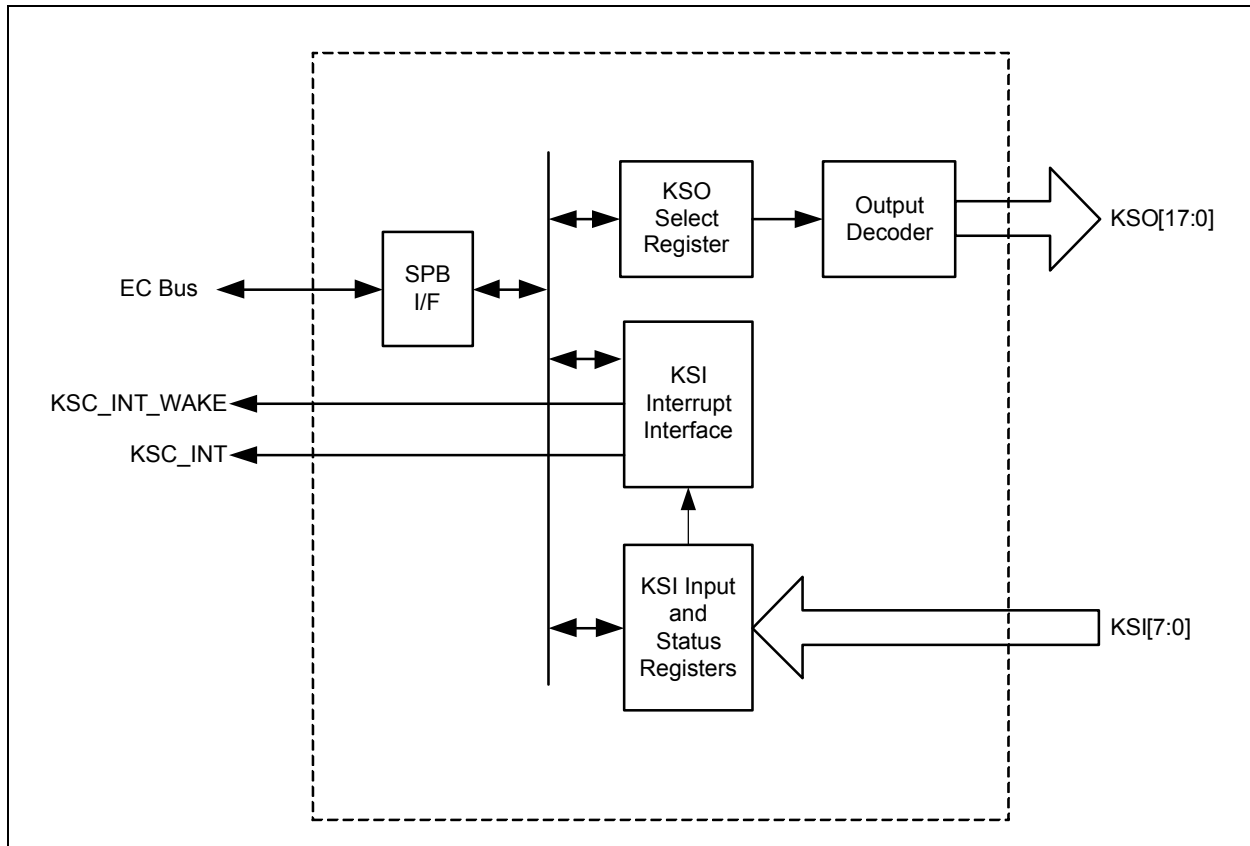 KSO
Select
Register
Output
Decoder
KSO[17:0]
EC Bus
SPB
I/F
KSC_INT_WAKE
KSC_INT
KSI
Interrupt
Interface
KSI Input
and
Status
Registers
KSI[7:0]